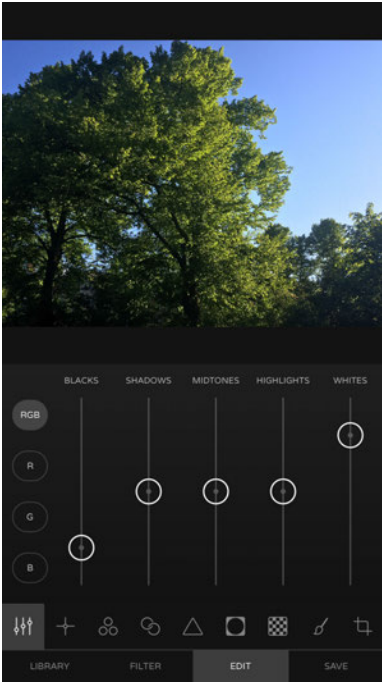 BLACKS SHADOWS MIDTONES HIGHLIGHTS WHITES
RGB
R
G
B
LIBRARY FILTER EDIT SAVE